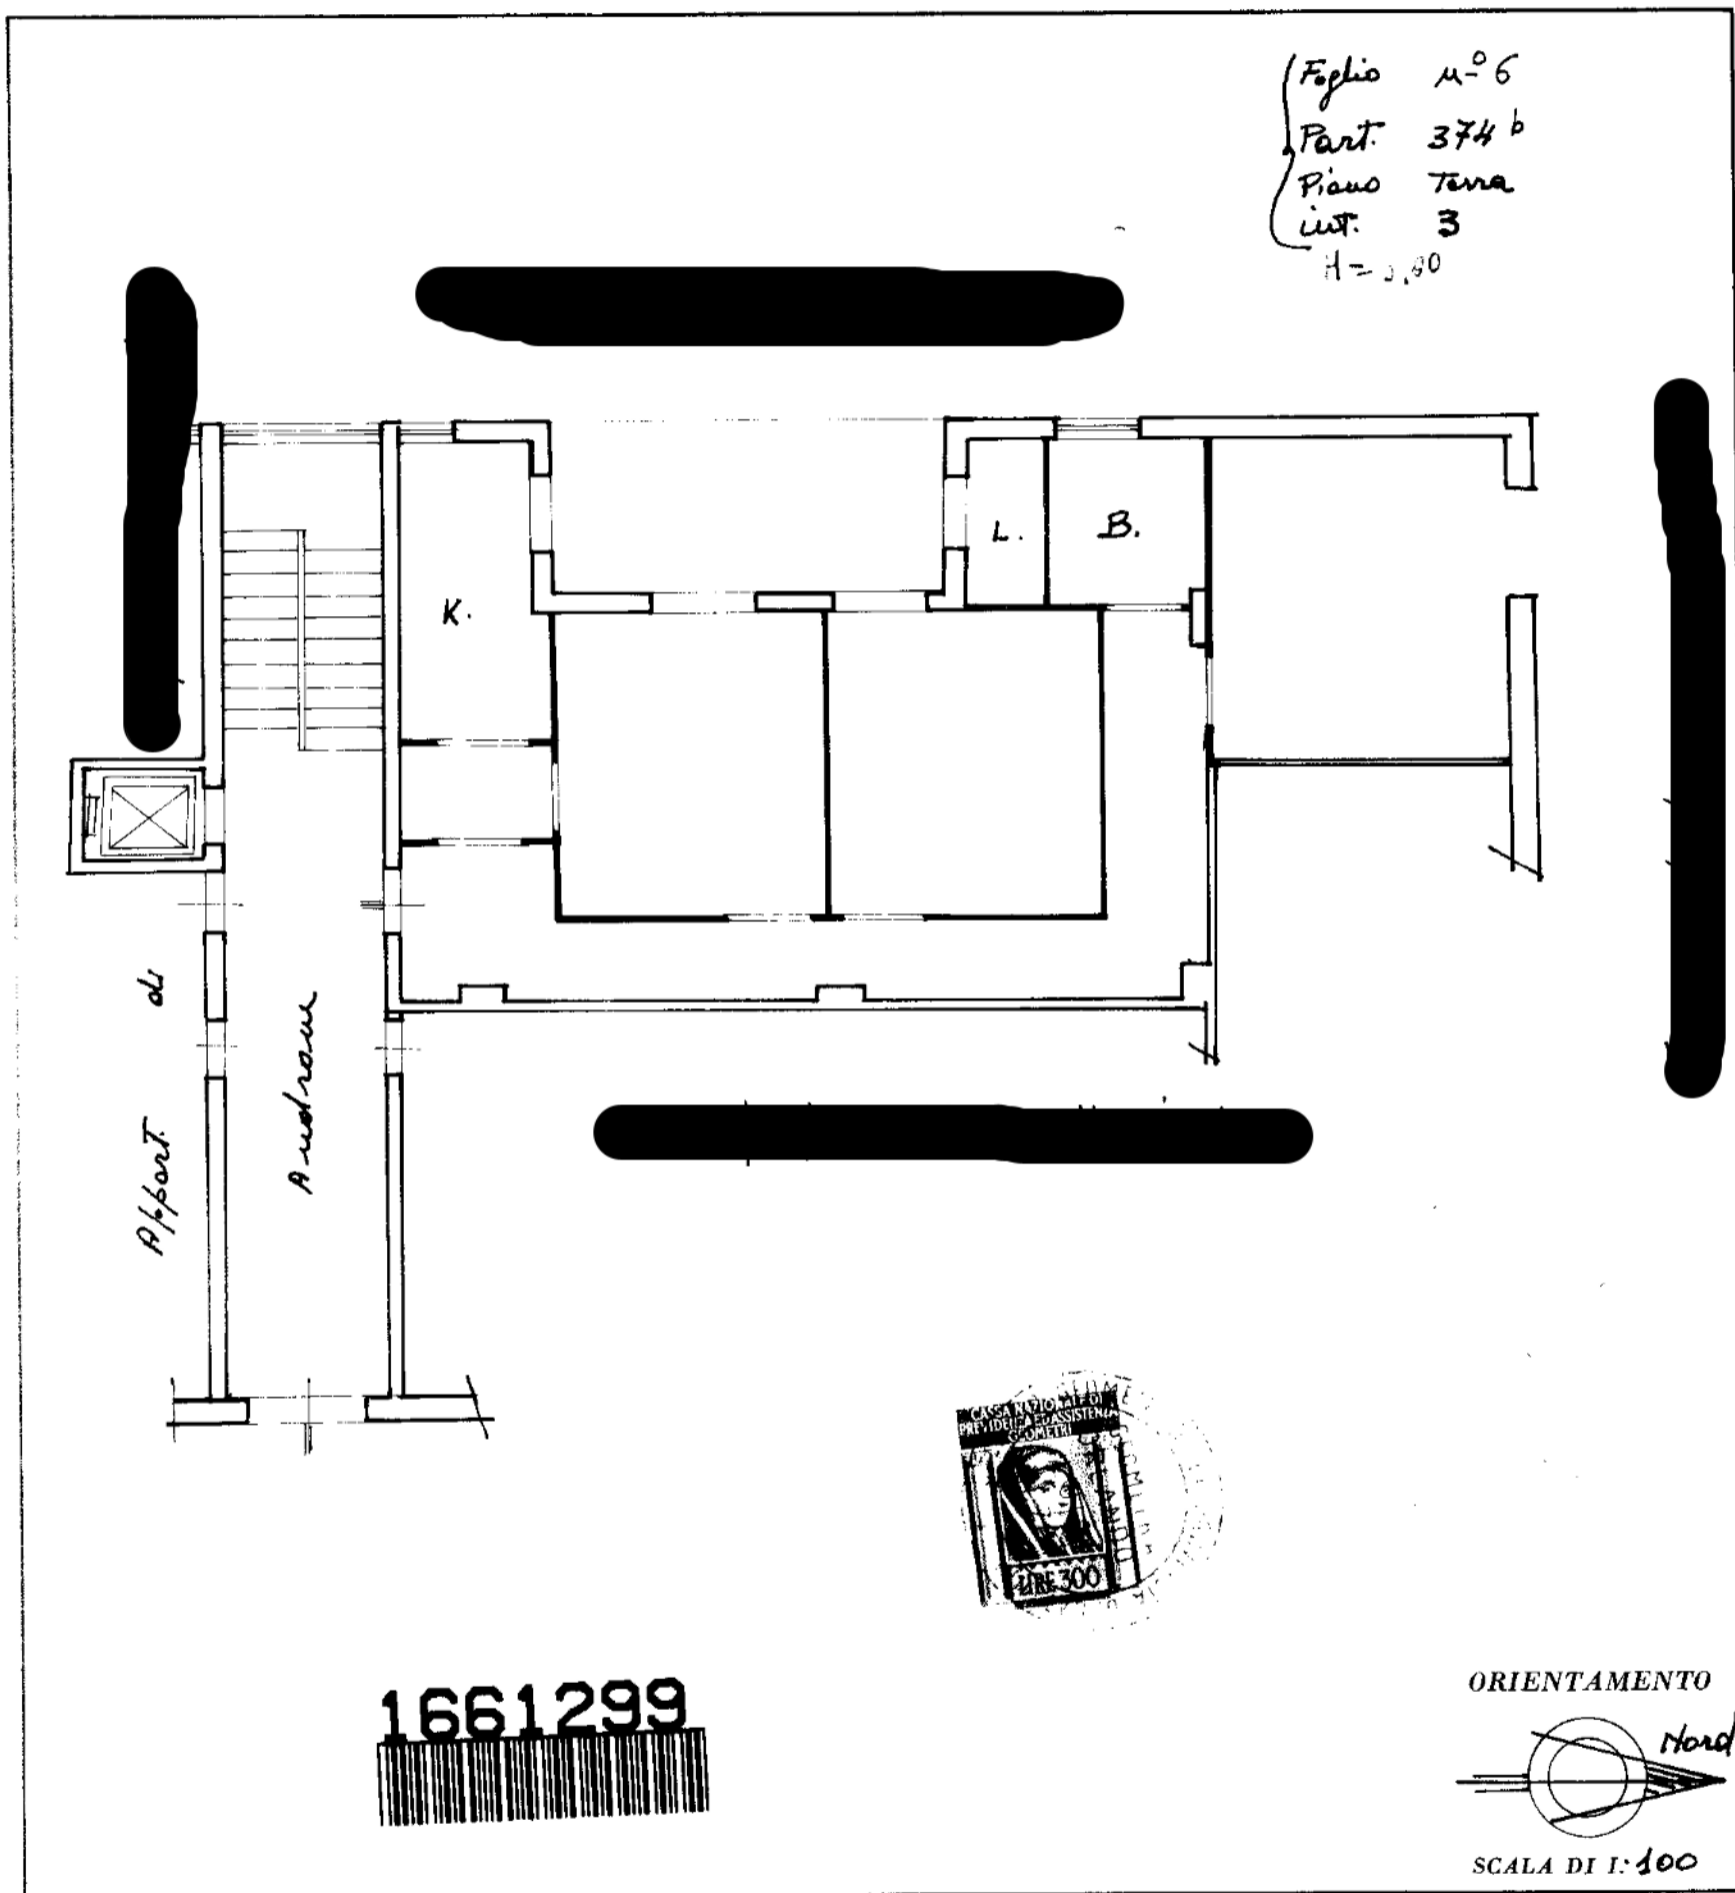 Foglio n.º 6
Part. 374 b
Piano Terra
int. 3
L.
B.
K.
Appart. di
Androne
CASSA NAZIONALE DI
PREVIDENZA ED ASSISTENZA
GEOMETRI
LIRE 300
1661299
ORIENTAMENTO
Nord
SCALA DI 1:100